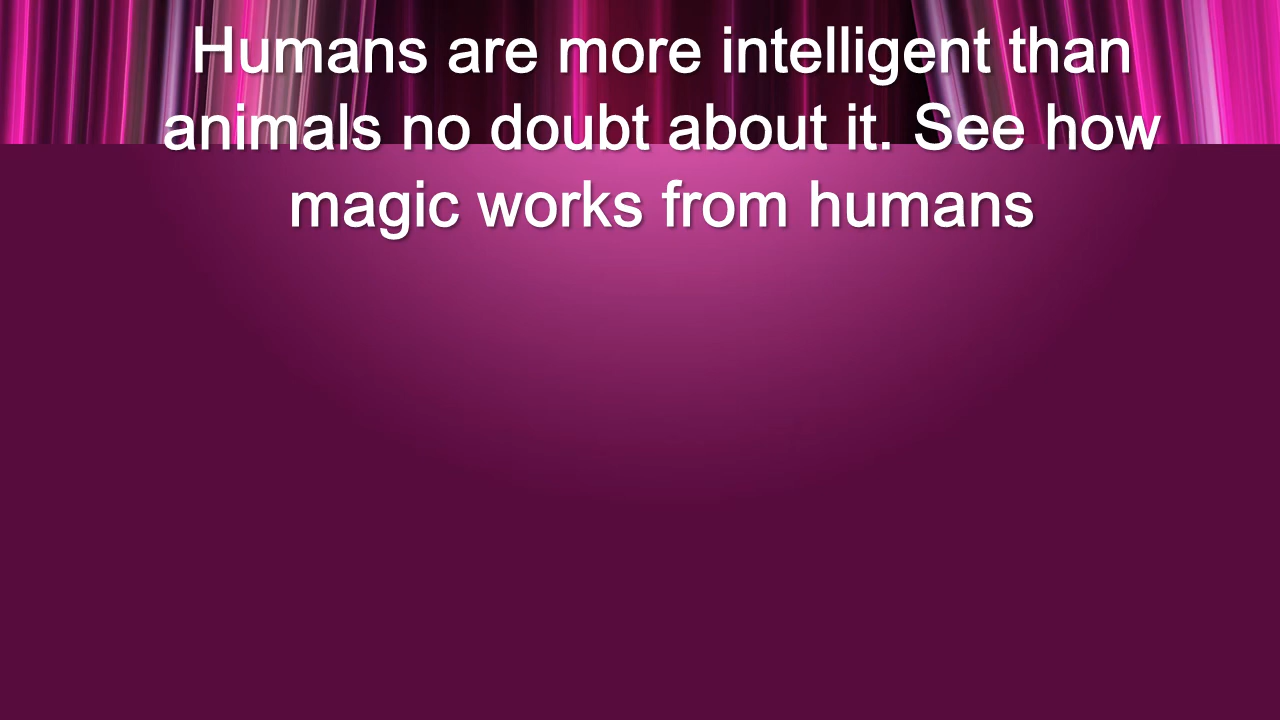 Humans are more intelligent than
animals no doubt about it. See how
magic works from humans